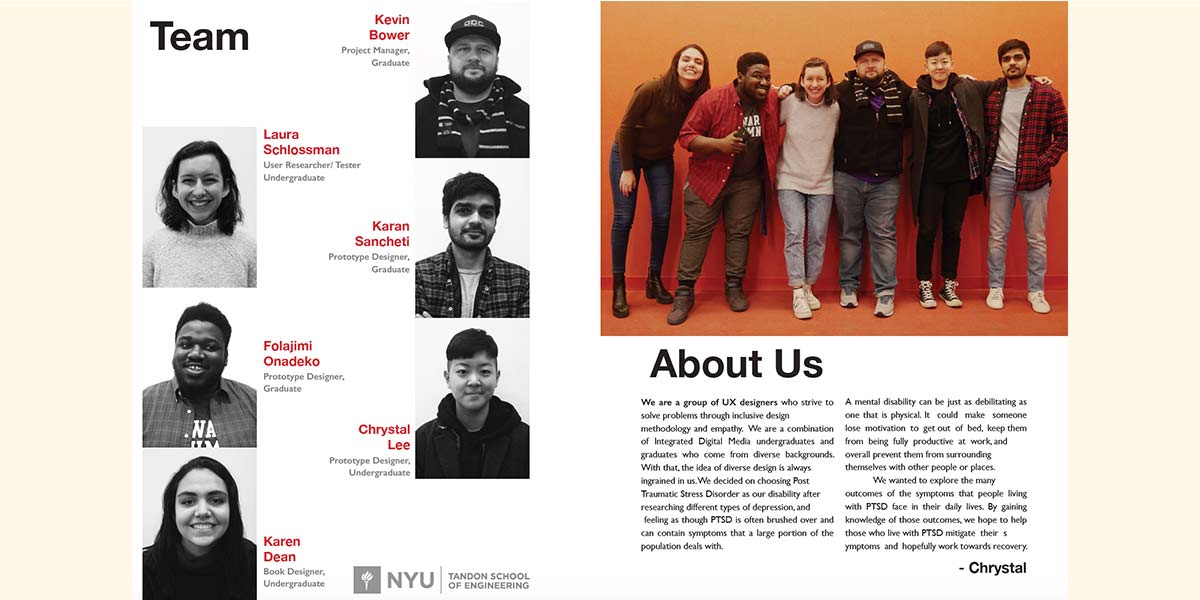 Team
Kevin
Bower
Project Manager,
Graduate
Laura
Schlossman
User Researcher/ Tester
Undergraduate
Karan
Sancheti
Prototype Designer,
Graduate
Folajimi
Onadeko
Prototype Designer,
Graduate
Chrystal
Lee
Prototype Designer,
Undergraduate
Karen
Dean
Book Designer,
Undergraduate
NYU
TANDON SCHOOL
OF ENGINEERING
About Us
We are a group of UX designers who strive to
solve problems through inclusive design
methodology and empathy. We are a combination
of Integrated Digital Media undergraduates and
graduates who come from diverse backgrounds.
With that, the idea of diverse design is always
ingrained in us.We decided on choosing Post
Traumatic Stress Disorder as our disability after
researching different types of depression, and
feeling as though PTSD is often brushed over and
can contain symptoms that a large portion of the
population deals with.
A mental disability can be just as debilitating as
one that is physical. It could make someone
lose motivation to get out of bed, keep them
from being fully productive at work, and
overall prevent them from surrounding
themselves with other people or places.
We wanted to explore the many
outcomes of the symptoms that people living
with PTSD face in their daily lives. By gaining
knowledge of those outcomes, we hope to help
those who live with PTSD mitigate their s
ymptoms and hopefully work towards recovery.
- Chrystal